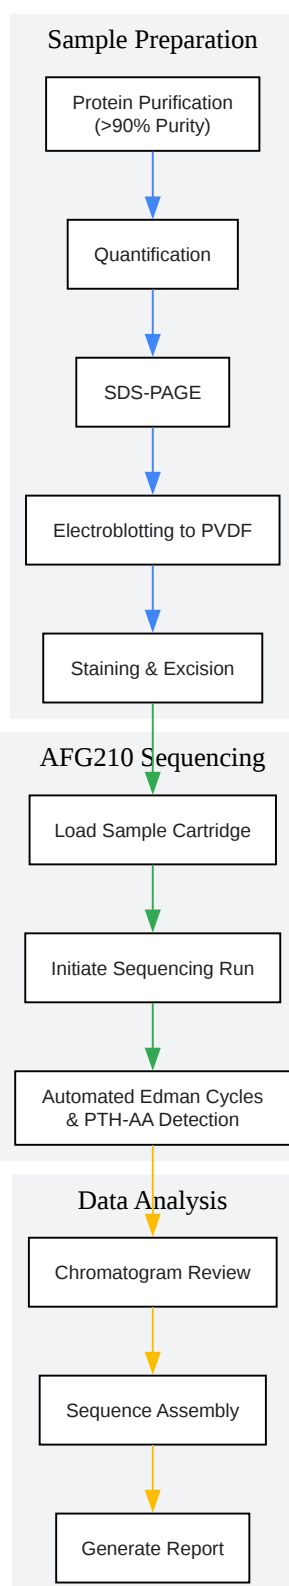 Sample Preparation
Protein Purification
(>90% Purity)
Quantification
SDS-PAGE
Electroblotting to PVDF
Staining & Excision
AFG210 Sequencing
Load Sample Cartridge
Initiate Sequencing Run
Automated Edman Cycles
& PTH-AA Detection
Data Analysis
Chromatogram Review
Sequence Assembly
Generate Report